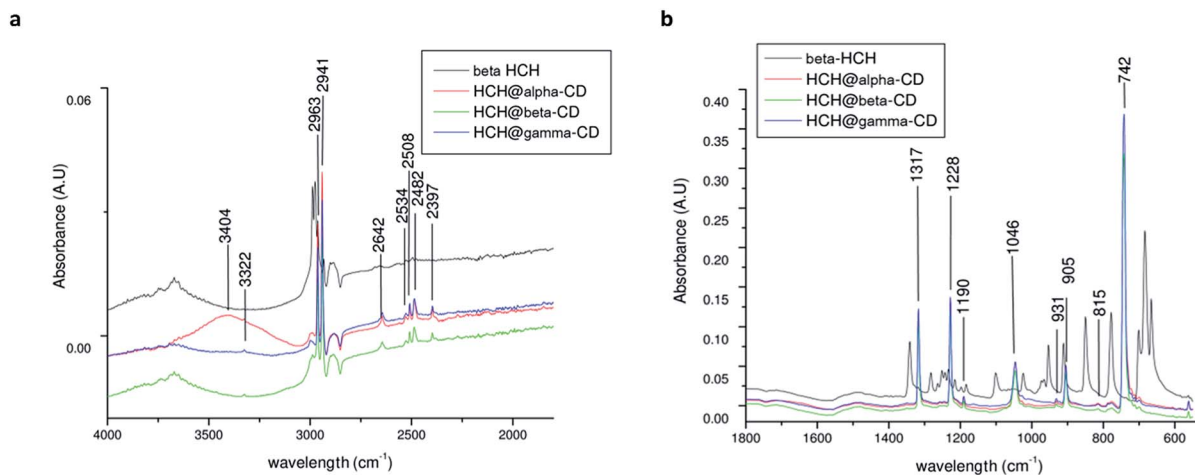 a
beta HCH
HCH@alpha-CD
HCH@beta-CD
HCH@gamma-CD
0.06
0.00
Absorbance (A.U)
3404
3322
2963
2941
2642
2534
2508
2482
2397
4000
3500
3000
2500
2000
wavelength (cm-1)
b
beta-HCH
HCH@alpha-CD
HCH@beta-CD
HCH@gamma-CD
0.40
0.35
0.30
0.20
0.15
0.10
0.05
0.00
Absorbance (A.U)
1317
1228
1190
1046
931
905
815
742
1800
1600
1400
1200
1000
800
600
wavelength (cm-1)